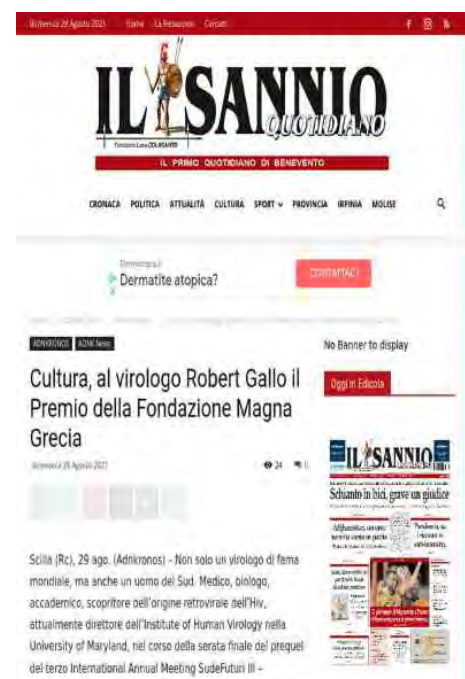 Domenica 29 Agosto 2021 Home La Redazione Contatti
IL SANNIO
QUOTIDIANO
Fondatore Luca COLASANTO
IL PRIMO QUOTIDIANO DI BENEVENTO
CRONACA POLITICA ATTUALITÀ CULTURA SPORT PROVINCIA IRPINIA MOLISE
Dermatite atopica?
CONTATTACI
ADNKRONOS ADNK News
Cultura, al virologo Robert Gallo il
Premio della Fondazione Magna
Grecia
domenica 29 Agosto 2021 24 0
Scilla (Rc), 29 ago. (Adnkronos) - Non solo un virologo di fama
mondiale, ma anche un uomo del Sud. Medico, biologo,
accademico, scopritore dell'origine retrovirale dell'Hiv,
attualmente direttore dell'Institute of Human Virology nella
University of Maryland, nel corso della serata finale del prequel
del terzo International Annual Meeting SudeFuturi III -
No Banner to display
Oggi in Edicola
IL SANNIO
Schianto in bici, grave un giudice